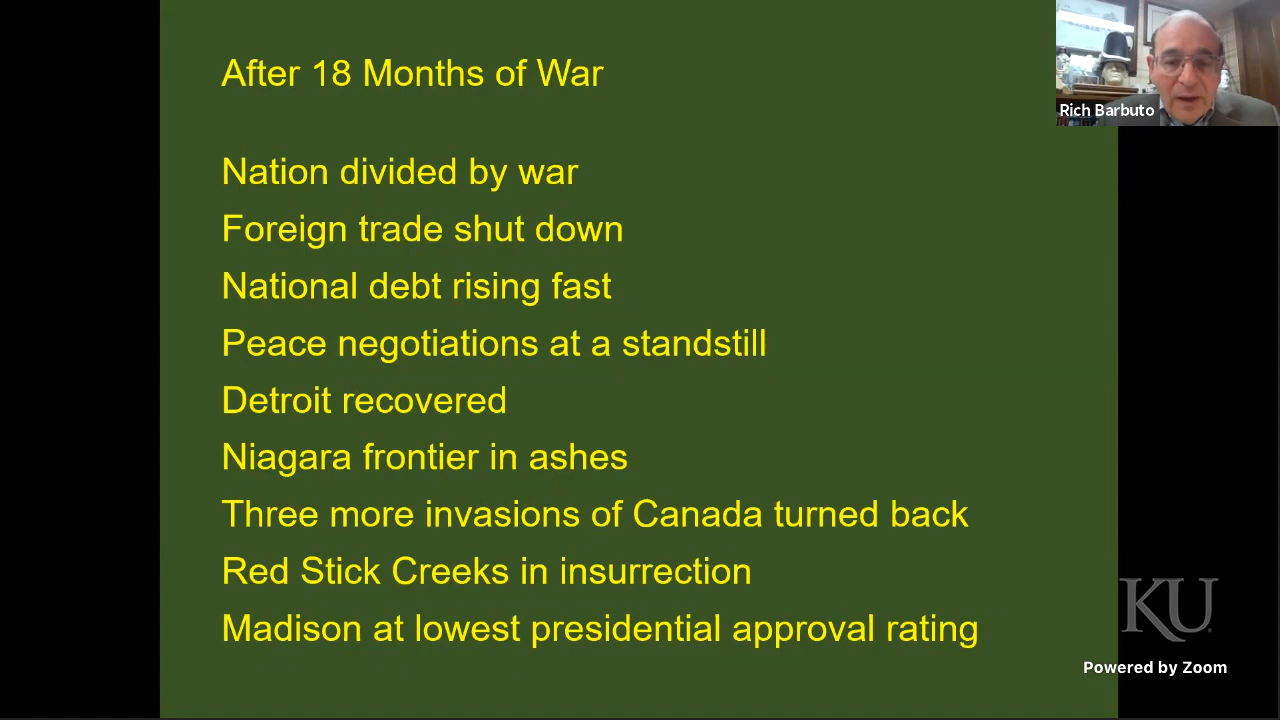 After 18 Months of War
Nation divided by war
Foreign trade shut down
National debt rising fast
Peace negotiations at a standstill
Detroit recovered
Niagara frontier in ashes
Three more invasions of Canada turned back
Red Stick Creeks in insurrection
Madison at lowest presidential approval rating
Rich Barbuto
KU
Powered by Zoom